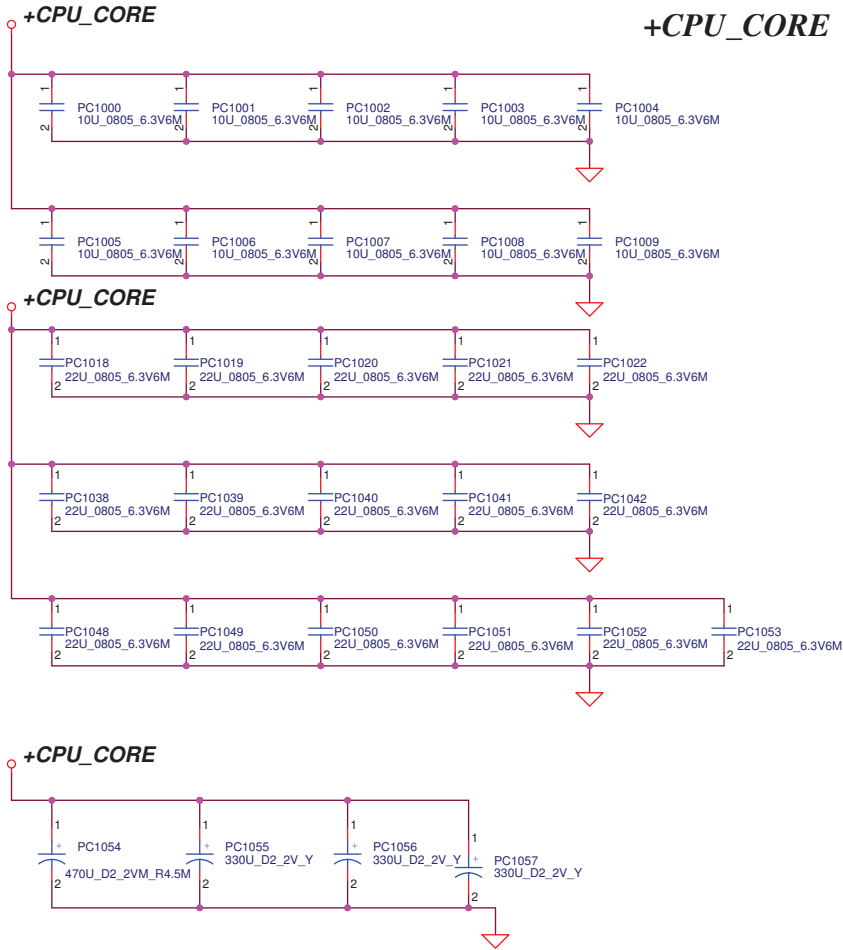 +CPU_CORE
+CPU_CORE
1 1 1 1 1
PC1000 PC1001 PC1002 PC1003 PC1004
10U_0805_6.3V6M 10U_0805_6.3V6M 10U_0805_6.3V6M 10U_0805_6.3V6M 10U_0805_6.3V6M
2 2 2 2 2
1 1 1 1 1
PC1005 PC1006 PC1007 PC1008 PC1009
10U_0805_6.3V6M 10U_0805_6.3V6M 10U_0805_6.3V6M 10U_0805_6.3V6M 10U_0805_6.3V6M
2 2 2 2 2
+CPU_CORE
1 1 1 1 1
PC1018 PC1019 PC1020 PC1021 PC1022
22U_0805_6.3V6M 22U_0805_6.3V6M 22U_0805_6.3V6M 22U_0805_6.3V6M 22U_0805_6.3V6M
2 2 2 2 2
1 1 1 1 1
PC1038 PC1039 PC1040 PC1041 PC1042
22U_0805_6.3V6M 22U_0805_6.3V6M 22U_0805_6.3V6M 22U_0805_6.3V6M 22U_0805_6.3V6M
2 2 2 2 2
1 1 1 1 1 1
PC1048 PC1049 PC1050 PC1051 PC1052 PC1053
22U_0805_6.3V6M 22U_0805_6.3V6M 22U_0805_6.3V6M 22U_0805_6.3V6M 22U_0805_6.3V6M 22U_0805_6.3V6M
2 2 2 2 2 2
+CPU_CORE
1 1 1 1
+ + + +
PC1054 PC1055 PC1056 PC1057
470U_D2_2VM_R4.5M 330U_D2_2V_Y 330U_D2_2V_Y 330U_D2_2V_Y
2 2 2 2